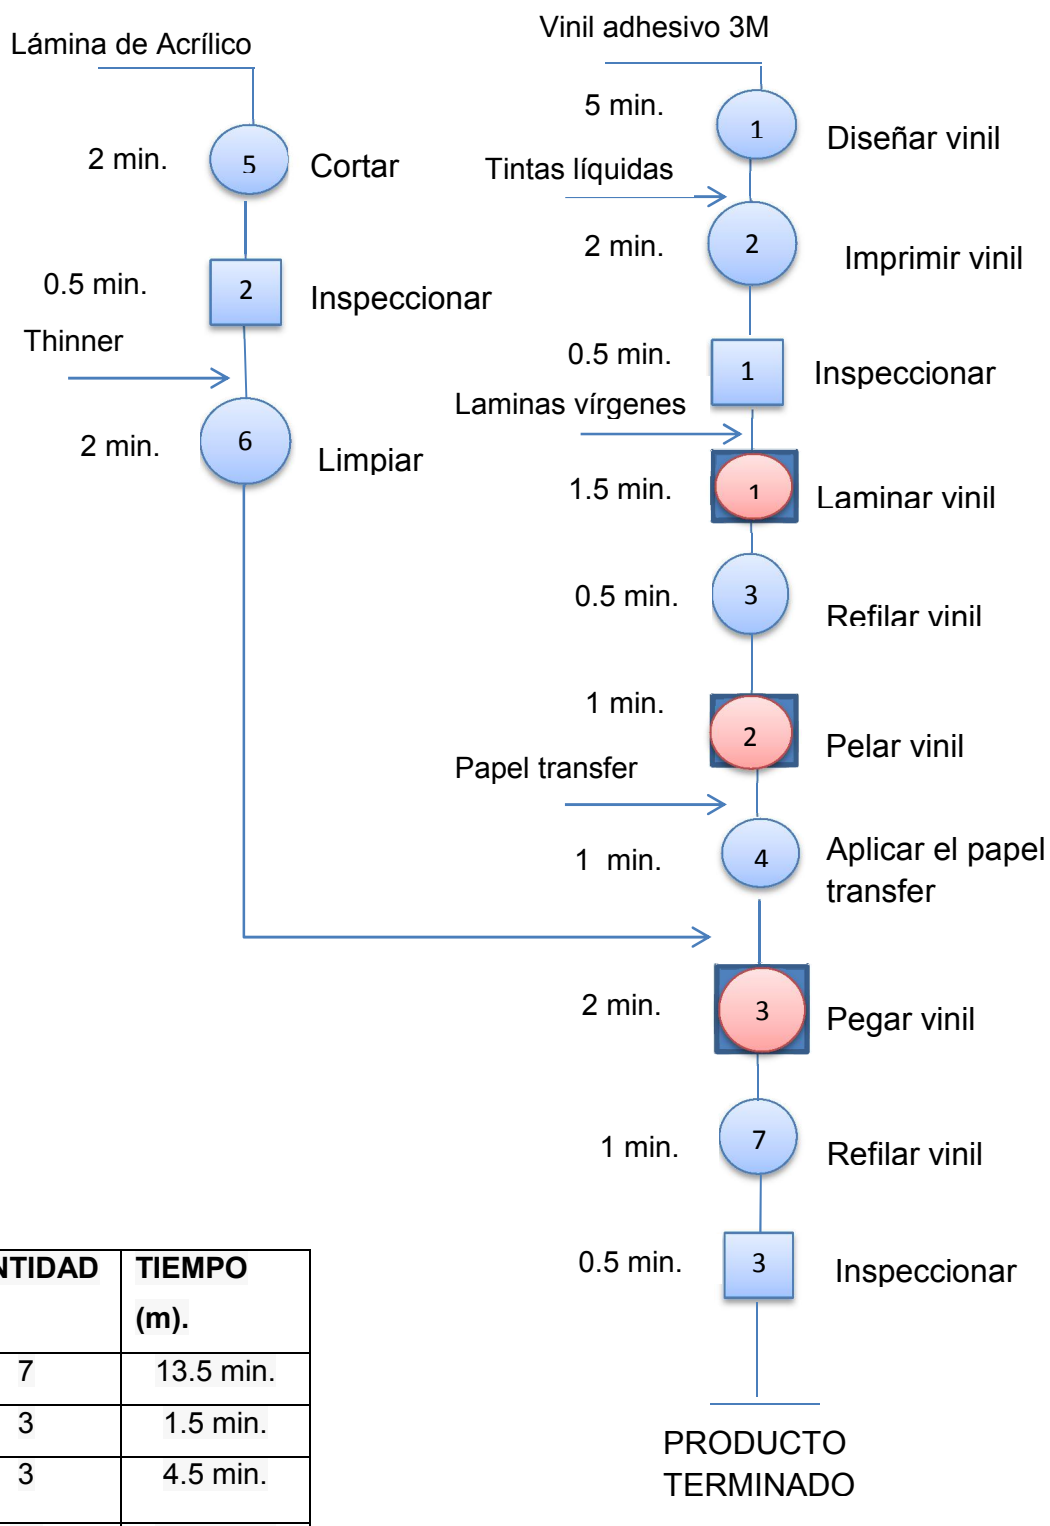 Lámina de Acrílico
Vinil adhesivo 3M
5 min.
1
Diseñar vinil
2 min.
5
Cortar
Tintas líquidas
2 min.
2
Imprimir vinil
0.5 min.
2
Inspeccionar
Thinner
0.5 min.
1
Inspeccionar
Laminas vírgenes
2 min.
6
Limpiar
1.5 min.
1
Laminar vinil
0.5 min.
3
Refilar vinil
1 min.
2
Pelar vinil
Papel transfer
1 min.
4
Aplicar el papel
transfer
2 min.
3
Pegar vinil
1 min.
7
Refilar vinil
0.5 min.
3
Inspeccionar
NTIDAD TIEMPO
(m).
7 13.5 min.
3 1.5 min.
3 4.5 min.
PRODUCTO
TERMINADO